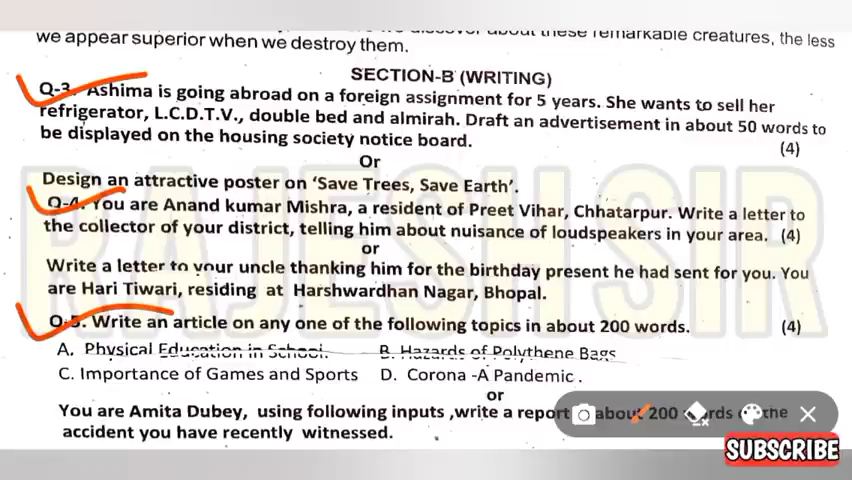 we appear superior when we destroy them.
about these remarkable creatures, the less
SECTION-B (WRITING)
Q-3. Ashima is going abroad on a foreign assignment for 5 years. She wants to sell her
refrigerator, L.C.D.T.V., double bed and almirah. Draft an advertisement in about 50 words to
be displayed on the housing society notice board. (4)
Or
Design an attractive poster on 'Save Trees, Save Earth'.
Q-4. You are Anand kumar Mishra, a resident of Preet Vihar, Chhatarpur. Write a letter to
the collector of your district, telling him about nuisance of loudspeakers in your area. (4)
or
Write a letter to your uncle thanking him for the birthday present he had sent for you. You
are Hari Tiwari, residing at Harshwardhan Nagar, Bhopal.
Q-5. Write an article on any one of the following topics in about 200 words. (4)
A. Physical Education in School. B. Hazards of Polythene Bags
C. Importance of Games and Sports D. Corona -A Pandemic .
or
You are Amita Dubey, using following inputs ,write a report about 200 words the
accident you have recently witnessed.
RAJESH SIR
SUBSCRIBE